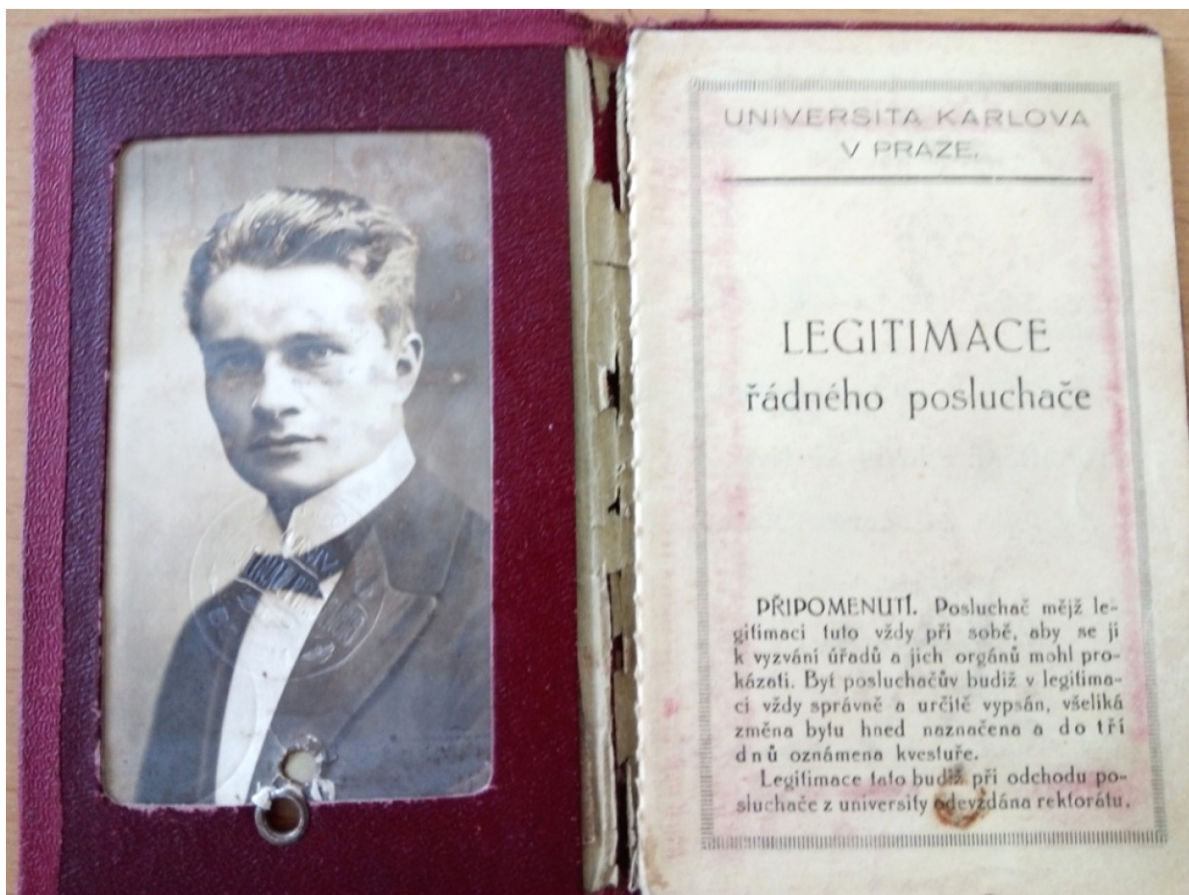 UNIVERSITA KARLOVA
V PRAZE.
LEGITIMACE
řádného posluchače
PŘIPOMENUTÍ. Posluchač mějž le-
gitimaci tuto vždy při sobě, aby se jí
k vyzvání úřadů a jich orgánů mohl pro-
kázati. Byt posluchačův budiž v legitima-
ci vždy správně a určitě vypsán, všeliká
změna bytu hned naznačena a do tří
dnů oznámena kvestuře.
Legitimace tato budiž při odchodu po-
sluchače z university odevzdána rektorátu.